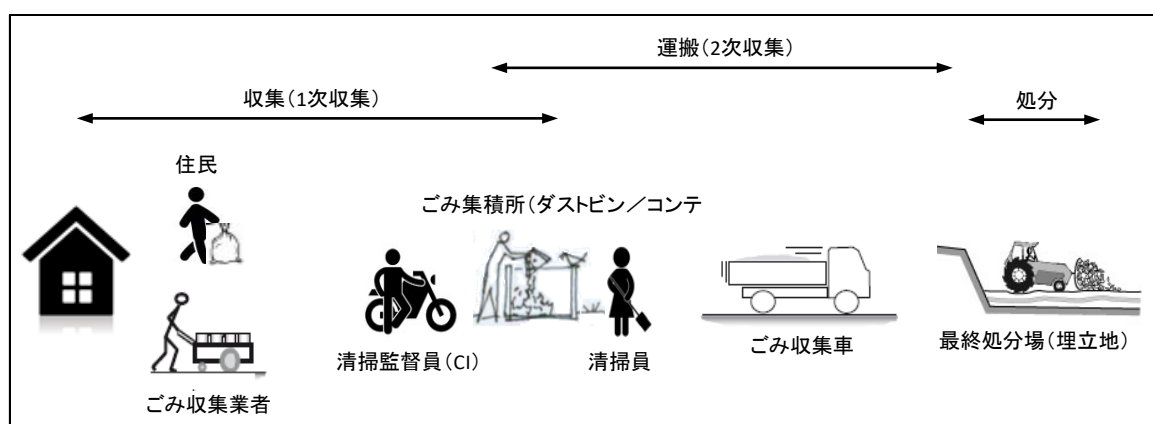 運搬(2次収集)
収集(1次収集)
処分
住民
ごみ集積所(ダストビン/コンテ
清掃監督員(CI)
清掃員
ごみ収集車
最終処分場(埋立地)
ごみ収集業者